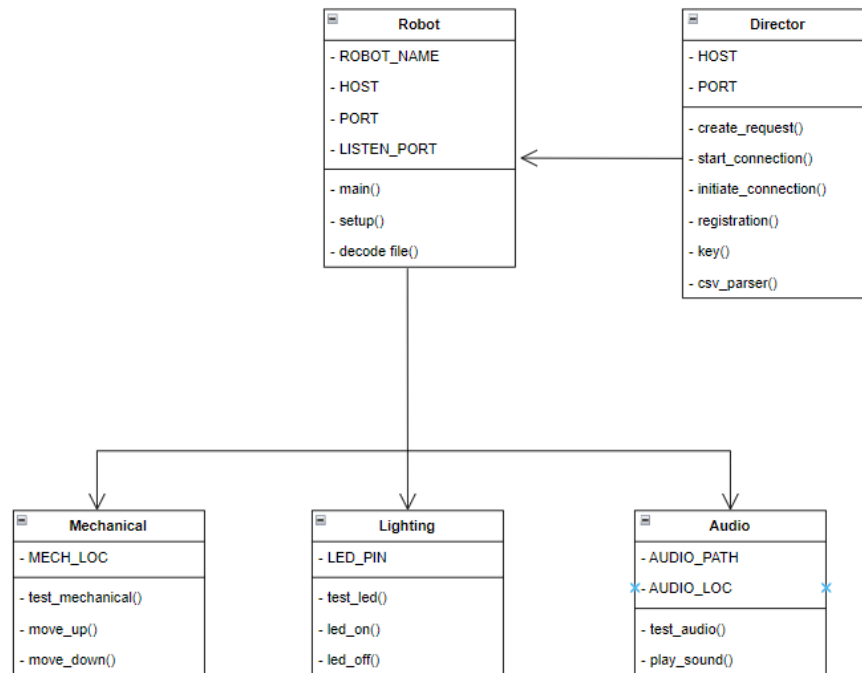 Robot
- ROBOT_NAME
- HOST
- PORT
- LISTEN_PORT
- main()
- setup()
- decode file()
Director
- HOST
- PORT
- create_request()
- start_connection()
- initiate_connection()
- registration()
- key()
- csv_parser()
Mechanical
- MECH_LOC
- test_mechanical()
- move_up()
- move_down()
Lighting
- LED_PIN
- test_led()
- led_on()
- led_off()
Audio
- AUDIO_PATH
- AUDIO_LOC
- test_audio()
- play_sound()